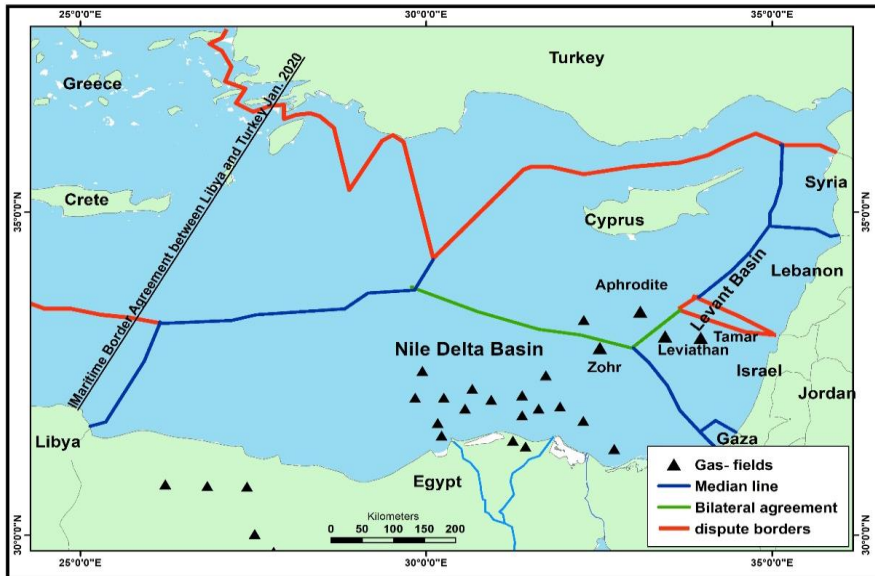 25°0'0"E
30°0'0"E
35°0'0"E
Greece
Turkey
Maritime Border Agreement between Libya and Turkey Jan. 2020
Crete
35°0'0"N
35°0'0"N
Cyprus
Syria
Lebanon
Aphrodite
Levant Basin
Tamar
Leviathan
Israel
Nile Delta Basin
Zohr
Jordan
Libya
Gaza
Egypt
Gas- fields
Median line
Bilateral agreement
dispute borders
Kilometers
0 50 100 150 200
30°0'0"N
30°0'0"N
25°0'0"E
30°0'0"E
35°0'0"E